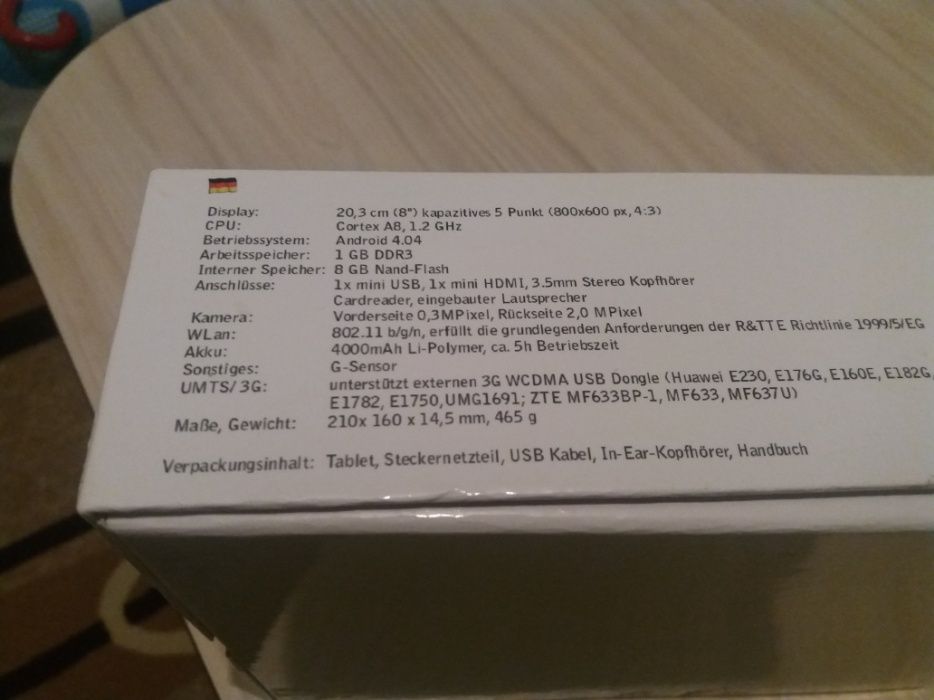 Display: 20,3 cm (8") kapazitives 5 Punkt (800x600 px, 4:3)
CPU: Cortex A8, 1.2 GHz
Betriebssystem: Android 4.04
Arbeitsspeicher: 1 GB DDR3
Interner Speicher: 8 GB Nand-Flash
Anschlüsse: 1x mini USB, 1x mini HDMI, 3.5mm Stereo Kopfhörer
Cardreader, eingebauter Lautsprecher
Kamera: Vorderseite 0,3MPixel, Rückseite 2,0 MPixel
WLan: 802.11 b/g/n, erfüllt die grundlegenden Anforderungen der R&TTE Richtlinie 1999/5/EG
Akku: 4000mAh Li-Polymer, ca. 5h Betriebszeit
Sonstiges: G-Sensor
UMTS/3G: unterstützt externen 3G WCDMA USB Dongle (Huawei E230, E176G, E160E, E182G,
E1782, E1750,UMG1691; ZTE MF633BP-1, MF633, MF637U)
Maße, Gewicht: 210x 160 x 14,5 mm, 465 g
Verpackungsinhalt: Tablet, Steckernetzteil, USB Kabel, In-Ear-Kopfhörer, Handbuch